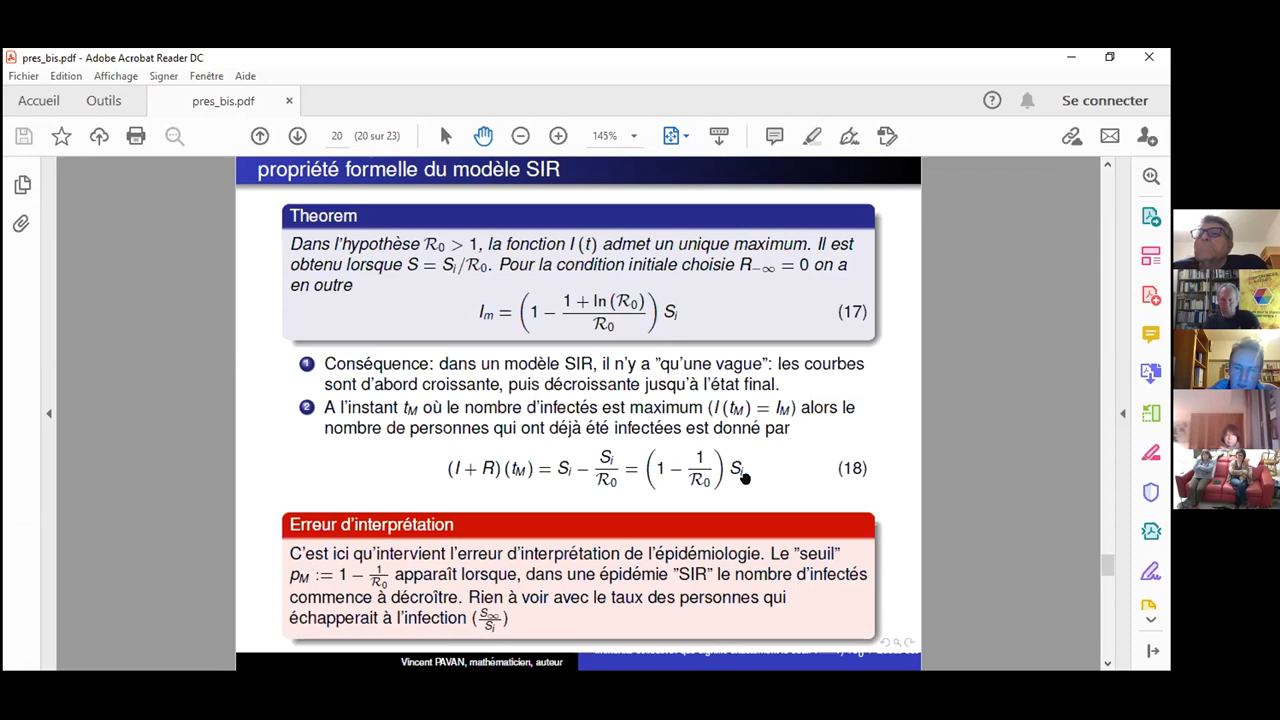 pres_bis.pdf - Adobe Acrobat Reader DC
Fichier Edition Affichage Signer Fenêtre Aide
Accueil Outils pres_bis.pdf × Se connecter
20 (20 sur 23) 145%
propriété formelle du modèle SIR
Theorem
Dans l'hypothèse R₀ > 1, la fonction I (t) admet un unique maximum. Il est
obtenu lorsque S = Sᵢ/R₀. Pour la condition initiale choisie R₋∞ = 0 on a
en outre
Iₘ = (1 − (1 + ln (R₀))/R₀) Sᵢ (17)
1 Conséquence: dans un modèle SIR, il n'y a "qu'une vague": les courbes
sont d'abord croissante, puis décroissante jusqu'à l'état final.
2 A l'instant t_M où le nombre d'infectés est maximum (I (t_M) = I_M) alors le
nombre de personnes qui ont déjà été infectées est donné par
(I + R) (t_M) = Sᵢ − Sᵢ/R₀ = (1 − 1/R₀) Sᵢ (18)
Erreur d'interprétation
C'est ici qu'intervient l'erreur d'interprétation de l'épidémiologie. Le "seuil"
p_M := 1 − 1/R₀ apparaît lorsque, dans une épidémie "SIR" le nombre d'infectés
commence à décroître. Rien à voir avec le taux des personnes qui
échapperait à l'infection (S∞/Sᵢ)
Vincent PAVAN, mathématicien, auteur